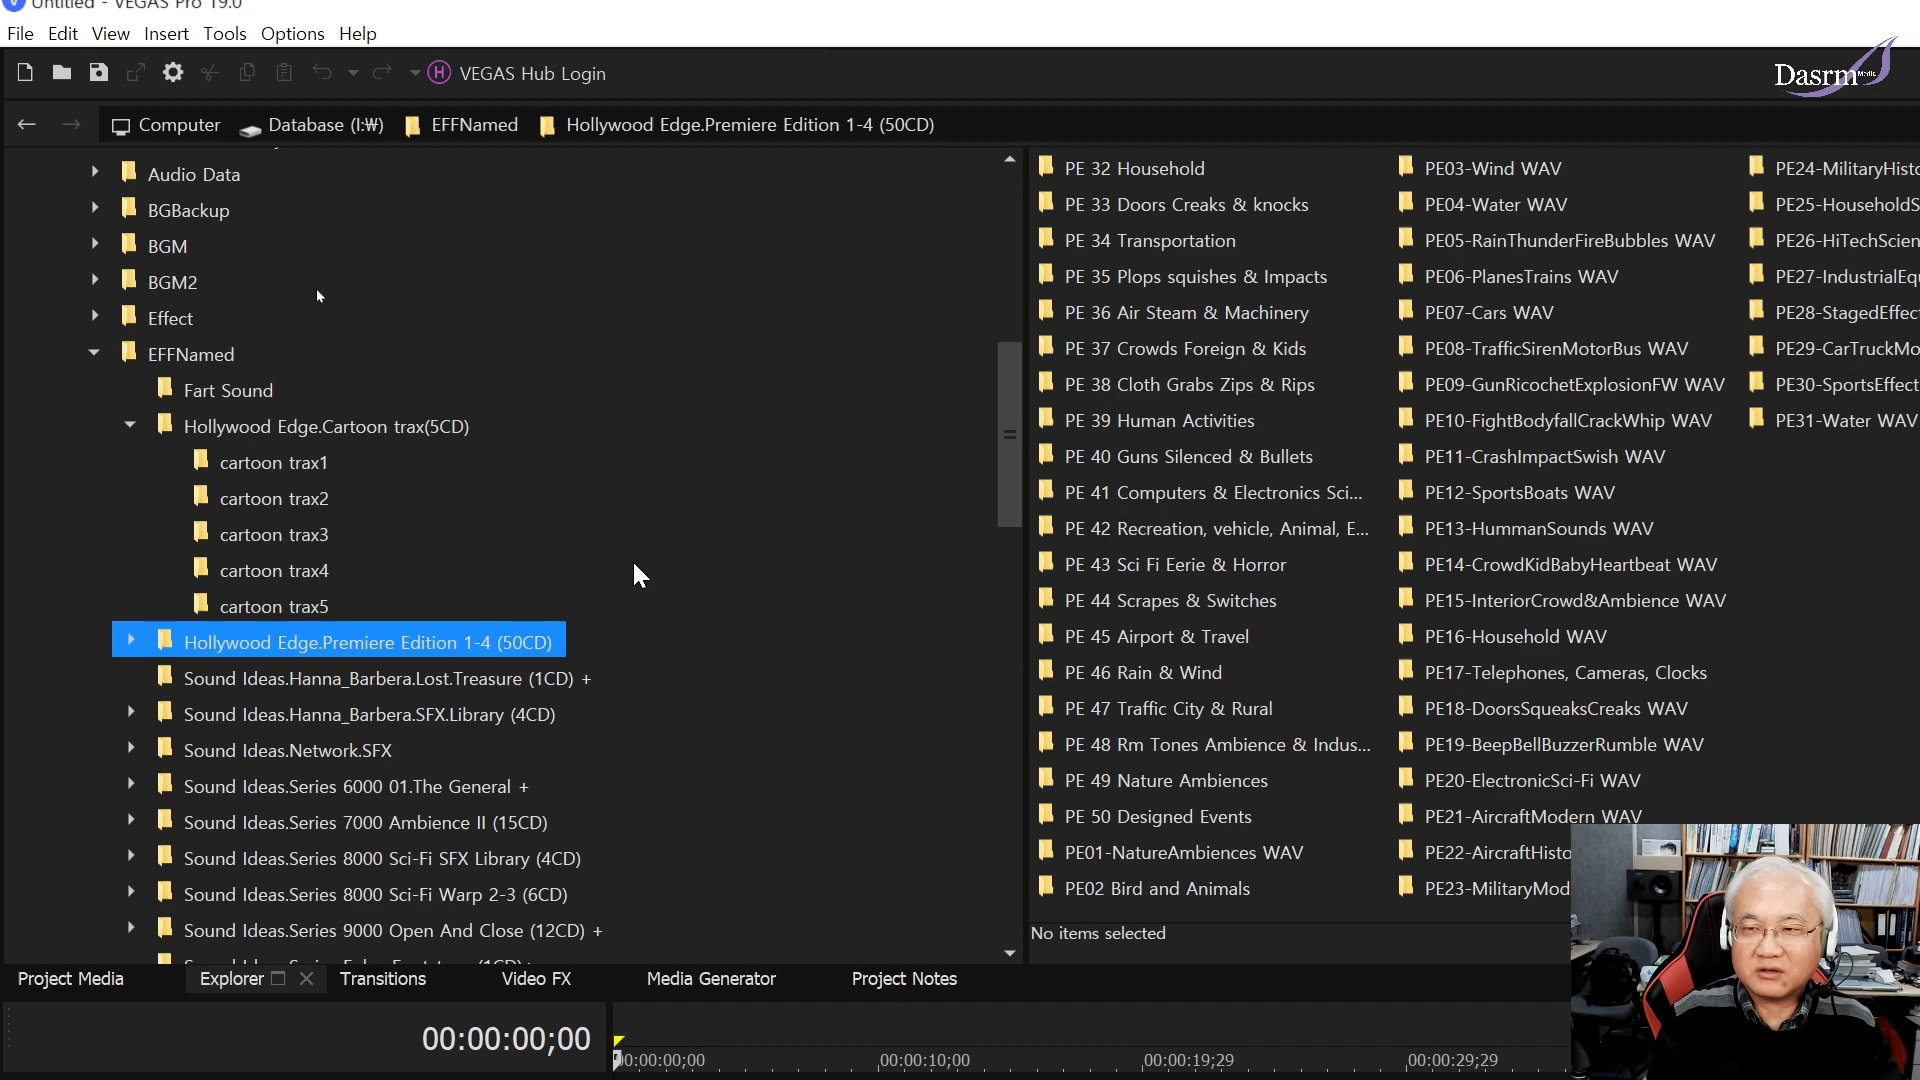 Untitled - VEGAS Pro 19.0
File Edit View Insert Tools Options Help
VEGAS Hub Login
Dasrm Media
Computer Database (I:₩) EFFNamed Hollywood Edge.Premiere Edition 1-4 (50CD)
Audio Data
BGBackup
BGM
BGM2
Effect
EFFNamed
Fart Sound
Hollywood Edge.Cartoon trax(5CD)
cartoon trax1
cartoon trax2
cartoon trax3
cartoon trax4
cartoon trax5
Hollywood Edge.Premiere Edition 1-4 (50CD)
Sound Ideas.Hanna_Barbera.Lost.Treasure (1CD) +
Sound Ideas.Hanna_Barbera.SFX.Library (4CD)
Sound Ideas.Network.SFX
Sound Ideas.Series 6000 01.The General +
Sound Ideas.Series 7000 Ambience II (15CD)
Sound Ideas.Series 8000 Sci-Fi SFX Library (4CD)
Sound Ideas.Series 8000 Sci-Fi Warp 2-3 (6CD)
Sound Ideas.Series 9000 Open And Close (12CD) +
PE 32 Household
PE 33 Doors Creaks & knocks
PE 34 Transportation
PE 35 Plops squishes & Impacts
PE 36 Air Steam & Machinery
PE 37 Crowds Foreign & Kids
PE 38 Cloth Grabs Zips & Rips
PE 39 Human Activities
PE 40 Guns Silenced & Bullets
PE 41 Computers & Electronics Sci...
PE 42 Recreation, vehicle, Animal, E...
PE 43 Sci Fi Eerie & Horror
PE 44 Scrapes & Switches
PE 45 Airport & Travel
PE 46 Rain & Wind
PE 47 Traffic City & Rural
PE 48 Rm Tones Ambience & Indus...
PE 49 Nature Ambiences
PE 50 Designed Events
PE01-NatureAmbiences WAV
PE02 Bird and Animals
PE03-Wind WAV
PE04-Water WAV
PE05-RainThunderFireBubbles WAV
PE06-PlanesTrains WAV
PE07-Cars WAV
PE08-TrafficSirenMotorBus WAV
PE09-GunRicochetExplosionFW WAV
PE10-FightBodyfallCrackWhip WAV
PE11-CrashImpactSwish WAV
PE12-SportsBoats WAV
PE13-HummanSounds WAV
PE14-CrowdKidBabyHeartbeat WAV
PE15-InteriorCrowd&Ambience WAV
PE16-Household WAV
PE17-Telephones, Cameras, Clocks
PE18-DoorsSqueaksCreaks WAV
PE19-BeepBellBuzzerRumble WAV
PE20-ElectronicSci-Fi WAV
PE21-AircraftModern WAV
PE22-AircraftHisto
PE23-MilitaryMod
PE24-MilitaryHisto
PE25-HouseholdS
PE26-HiTechScien
PE27-IndustrialEq
PE28-StagedEffec
PE29-CarTruckMo
PE30-SportsEffect
PE31-Water WAV
No items selected
Project Media Explorer Transitions Video FX Media Generator Project Notes
00:00:00;00
00:00:00;00 00:00:10;00 00:00:19;29 00:00:29;29